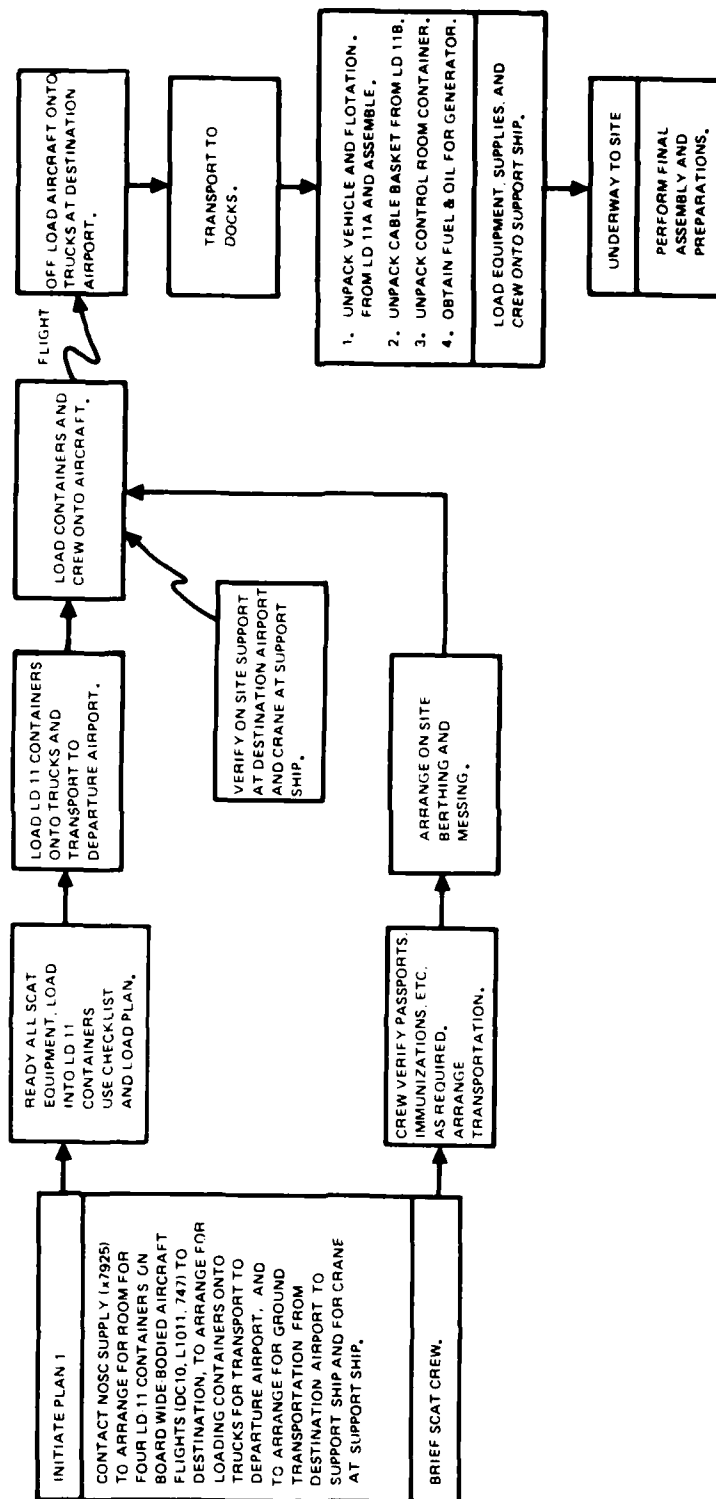 INITIATE PLAN 1
CONTACT NOSC SUPPLY (x7925)
TO ARRANGE FOR ROOM FOR
FOUR LD-11 CONTAINERS ON
BOARD WIDE-BODIED AIRCRAFT
FLIGHTS (DC10, L1011, 747) TO
DESTINATION, TO ARRANGE FOR
LOADING CONTAINERS ONTO
TRUCKS FOR TRANSPORT TO
DEPARTURE AIRPORT, AND
TO ARRANGE FOR GROUND
TRANSPORTATION FROM
DESTINATION AIRPORT TO
SUPPORT SHIP AND FOR CRANE
AT SUPPORT SHIP.
BRIEF SCAT CREW.
READY ALL SCAT
EQUIPMENT, LOAD
INTO LD 11
CONTAINERS
USE CHECKLIST
AND LOAD PLAN.
LOAD LD 11 CONTAINERS
ONTO TRUCKS AND
TRANSPORT TO
DEPARTURE AIRPORT.
LOAD CONTAINERS AND
CREW ONTO AIRCRAFT.
FLIGHT
OFF LOAD AIRCRAFT ONTO
TRUCKS AT DESTINATION
AIRPORT.
VERIFY ON SITE SUPPORT
AT DESTINATION AIRPORT
AND CRANE AT SUPPORT
SHIP.
CREW VERIFY PASSPORTS,
IMMUNIZATIONS, ETC.
AS REQUIRED.
ARRANGE
TRANSPORTATION.
ARRANGE ON SITE
BERTHING AND
MESSING.
TRANSPORT TO
DOCKS.
1. UNPACK VEHICLE AND FLOTATION.
FROM LD 11A AND ASSEMBLE.
2. UNPACK CABLE BASKET FROM LD 11B.
3. UNPACK CONTROL ROOM CONTAINER.
4. OBTAIN FUEL & OIL FOR GENERATOR.
LOAD EQUIPMENT, SUPPLIES, AND
CREW ONTO SUPPORT SHIP.
UNDERWAY TO SITE
PERFORM FINAL
ASSEMBLY AND
PREPARATIONS.